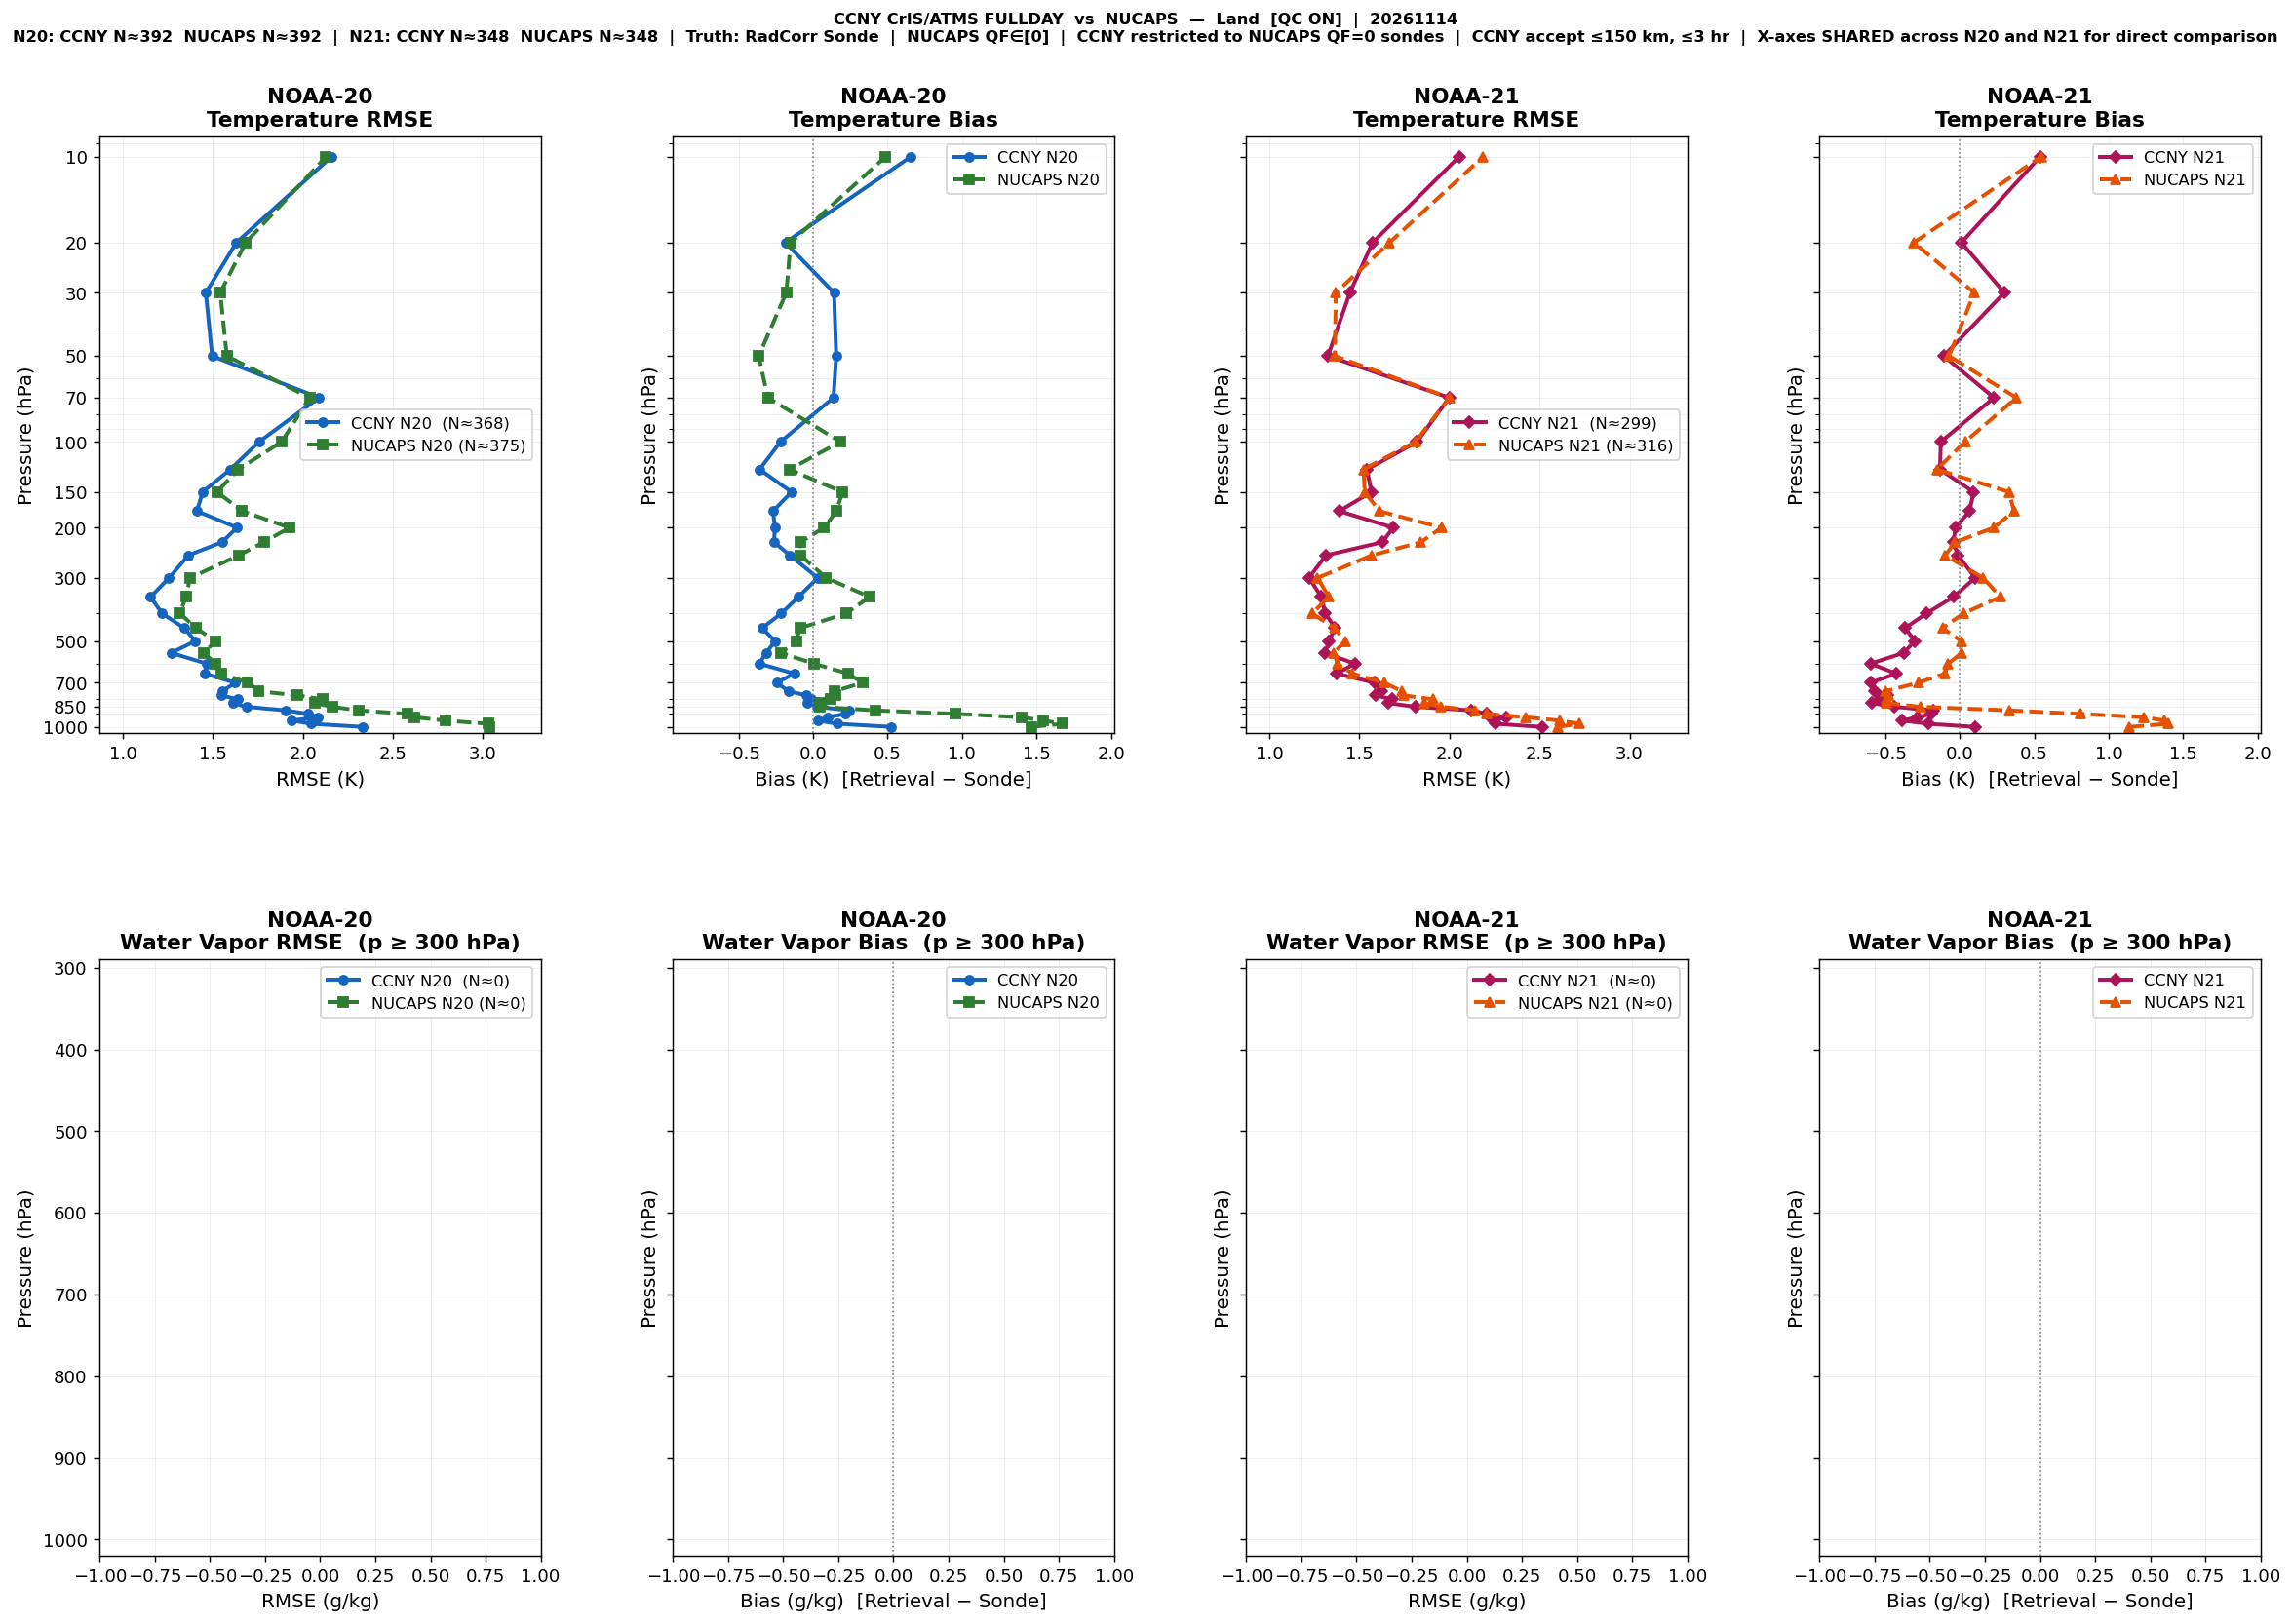 CCNY CrIS/ATMS FULLDAY  vs  NUCAPS  —  Land  [QC ON]  |  20261114
N20: CCNY N≈392  NUCAPS N≈392  |  N21: CCNY N≈348  NUCAPS N≈348  |  Truth: RadCorr Sonde  |  NUCAPS QF∈[0]  |  CCNY restricted to NUCAPS QF=0 sondes  |  CCNY accept ≤150 km, ≤3 hr  |  X-axes SHARED across N20 and N21 for direct comparison
NOAA-20
Temperature RMSE
Pressure (hPa)
10
20
30
50
70
100
150
200
300
500
700
850
1000
CCNY N20  (N≈368)
NUCAPS N20 (N≈375)
1.0 1.5 2.0 2.5 3.0
RMSE (K)
NOAA-20
Temperature Bias
Pressure (hPa)
CCNY N20
NUCAPS N20
−0.5 0.0 0.5 1.0 1.5 2.0
Bias (K)  [Retrieval − Sonde]
NOAA-21
Temperature RMSE
Pressure (hPa)
CCNY N21  (N≈299)
NUCAPS N21 (N≈316)
1.0 1.5 2.0 2.5 3.0
RMSE (K)
NOAA-21
Temperature Bias
Pressure (hPa)
CCNY N21
NUCAPS N21
−0.5 0.0 0.5 1.0 1.5 2.0
Bias (K)  [Retrieval − Sonde]
NOAA-20
Water Vapor RMSE  (p ≥ 300 hPa)
Pressure (hPa)
300
400
500
600
700
800
900
1000
CCNY N20  (N≈0)
NUCAPS N20 (N≈0)
−1.00 −0.75 −0.50 −0.25 0.00 0.25 0.50 0.75 1.00
RMSE (g/kg)
NOAA-20
Water Vapor Bias  (p ≥ 300 hPa)
Pressure (hPa)
CCNY N20
NUCAPS N20
−1.00 −0.75 −0.50 −0.25 0.00 0.25 0.50 0.75 1.00
Bias (g/kg)  [Retrieval − Sonde]
NOAA-21
Water Vapor RMSE  (p ≥ 300 hPa)
Pressure (hPa)
CCNY N21  (N≈0)
NUCAPS N21 (N≈0)
−1.00 −0.75 −0.50 −0.25 0.00 0.25 0.50 0.75 1.00
RMSE (g/kg)
NOAA-21
Water Vapor Bias  (p ≥ 300 hPa)
Pressure (hPa)
CCNY N21
NUCAPS N21
−1.00 −0.75 −0.50 −0.25 0.00 0.25 0.50 0.75 1.00
Bias (g/kg)  [Retrieval − Sonde]